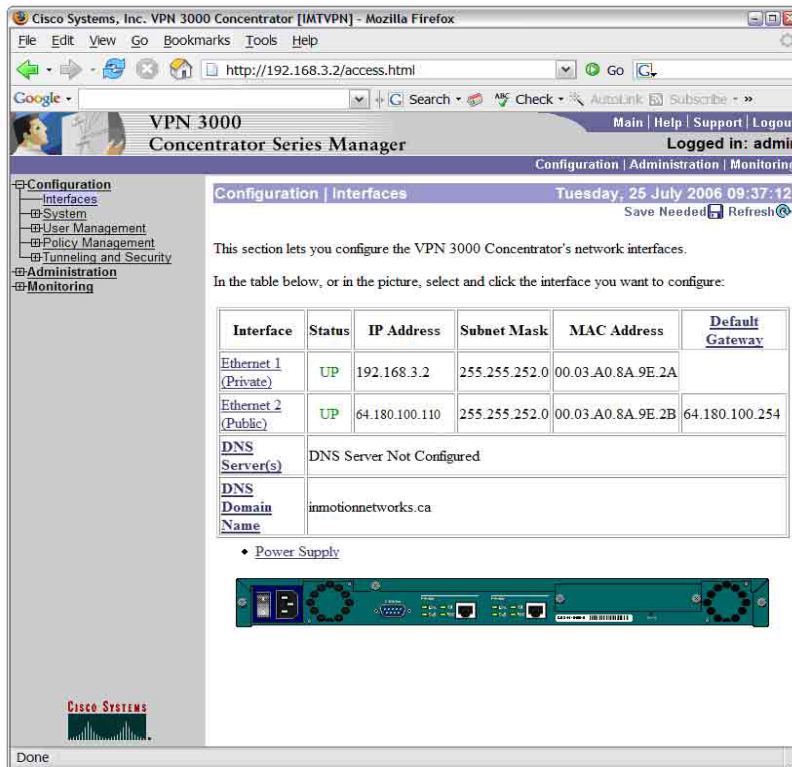 Cisco Systems, Inc. VPN 3000 Concentrator [IMTVPN] - Mozilla Firefox
File Edit View Go Bookmarks Tools Help
http://192.168.3.2/access.html Go G
Google Search Check AutoLink Subscribe »
VPN 3000
Concentrator Series Manager
Main | Help | Support | Logou
Logged in: admi
Configuration | Administration | Monitoring
Configuration
Interfaces
System
User Management
Policy Management
Tunneling and Security
Administration
Monitoring
Configuration | Interfaces Tuesday, 25 July 2006 09:37:12
Save Needed Refresh
This section lets you configure the VPN 3000 Concentrator's network interfaces.
In the table below, or in the picture, select and click the interface you want to configure:
Interface Status IP Address Subnet Mask MAC Address Default Gateway
Ethernet 1 (Private) UP 192.168.3.2 255.255.252.0 00.03.A0.8A.9E.2A
Ethernet 2 (Public) UP 64.180.100.110 255.255.252.0 00.03.A0.8A.9E.2B 64.180.100.254
DNS Server(s) DNS Server Not Configured
DNS Domain Name inmotionnetworks.ca
Power Supply
CISCO SYSTEMS
Done